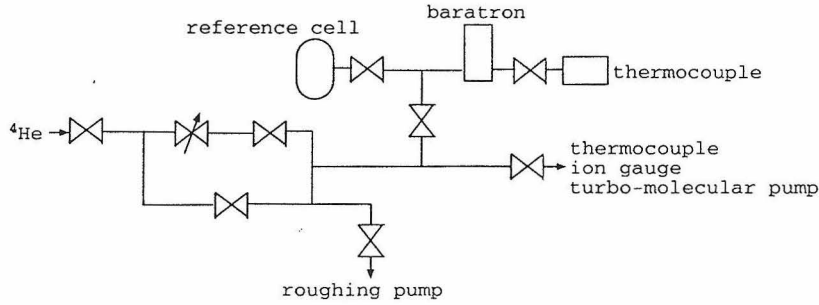 baratron
reference cell
thermocouple
⁴He
thermocouple
ion gauge
turbo-molecular pump
roughing pump